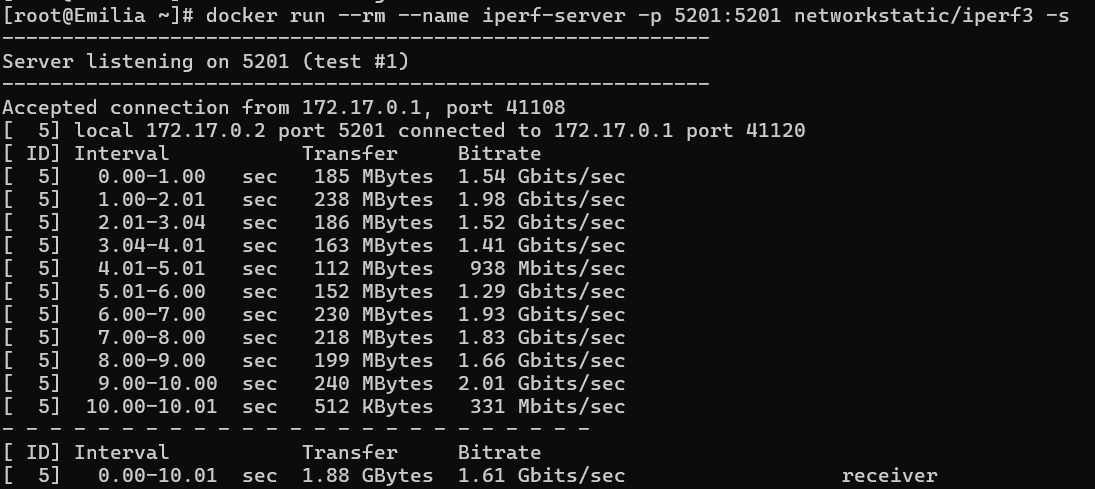 [root@Emilia ~]# docker run --rm --name iperf-server -p 5201:5201 networkstatic/iperf3 -s
-----------------------------------------------------------
Server listening on 5201 (test #1)
-----------------------------------------------------------
Accepted connection from 172.17.0.1, port 41108
[  5] local 172.17.0.2 port 5201 connected to 172.17.0.1 port 41120
[ ID] Interval           Transfer     Bitrate
[  5]   0.00-1.00   sec   185 MBytes  1.54 Gbits/sec
[  5]   1.00-2.01   sec   238 MBytes  1.98 Gbits/sec
[  5]   2.01-3.04   sec   186 MBytes  1.52 Gbits/sec
[  5]   3.04-4.01   sec   163 MBytes  1.41 Gbits/sec
[  5]   4.01-5.01   sec   112 MBytes   938 Mbits/sec
[  5]   5.01-6.00   sec   152 MBytes  1.29 Gbits/sec
[  5]   6.00-7.00   sec   230 MBytes  1.93 Gbits/sec
[  5]   7.00-8.00   sec   218 MBytes  1.83 Gbits/sec
[  5]   8.00-9.00   sec   199 MBytes  1.66 Gbits/sec
[  5]   9.00-10.00  sec   240 MBytes  2.01 Gbits/sec
[  5]  10.00-10.01  sec   512 KBytes   331 Mbits/sec
- - - - - - - - - - - - - - - - - - - - - - - - -
[ ID] Interval           Transfer     Bitrate
[  5]   0.00-10.01  sec  1.88 GBytes  1.61 Gbits/sec                  receiver